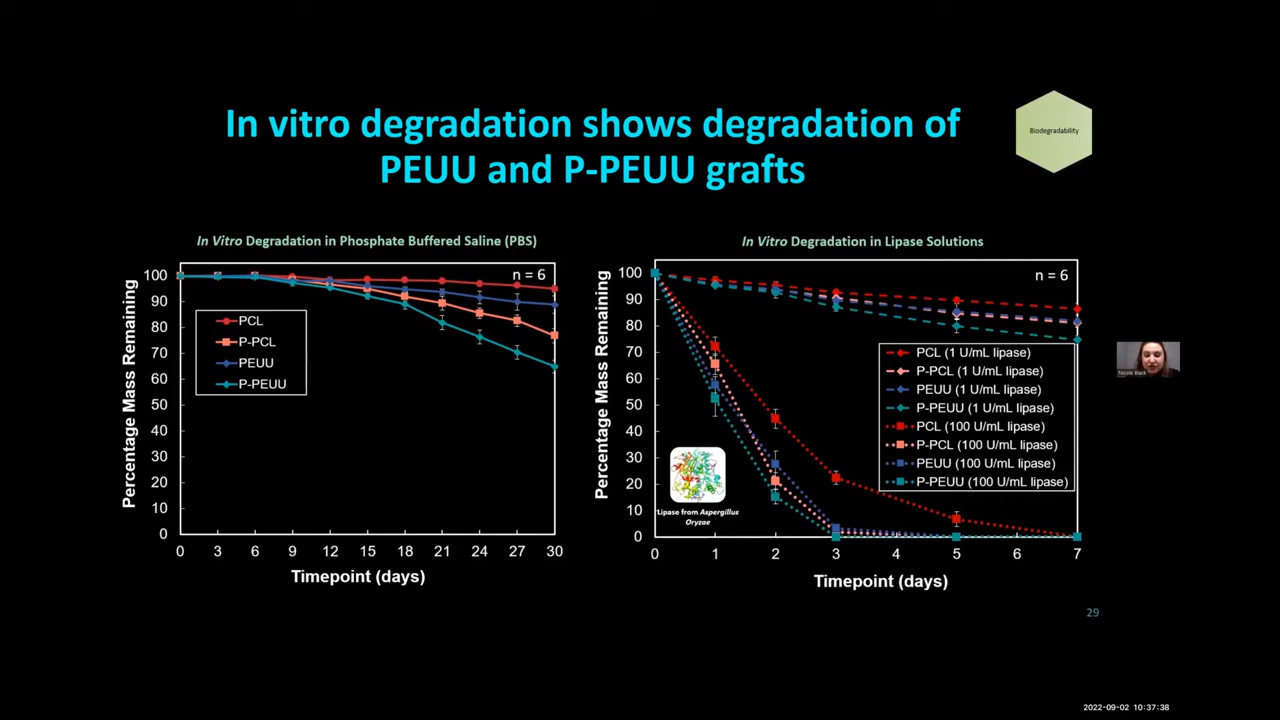 In vitro degradation shows degradation of
PEUU and P-PEUU grafts
Biodegradability
In Vitro Degradation in Phosphate Buffered Saline (PBS)
Percentage Mass Remaining
100
90
80
70
60
50
40
30
20
10
0
n = 6
PCL
P-PCL
PEUU
P-PEUU
0 3 6 9 12 15 18 21 24 27 30
Timepoint (days)
In Vitro Degradation in Lipase Solutions
Percentage Mass Remaining
100
90
80
70
60
50
40
30
20
10
0
n = 6
PCL (1 U/mL lipase)
P-PCL (1 U/mL lipase)
PEUU (1 U/mL lipase)
P-PEUU (1 U/mL lipase)
PCL (100 U/mL lipase)
P-PCL (100 U/mL lipase)
PEUU (100 U/mL lipase)
P-PEUU (100 U/mL lipase)
Lipase from Aspergillus
Oryzae
0 1 2 3 4 5 6 7
Timepoint (days)
Nicole Black
29
2022-09-02 10:37:38